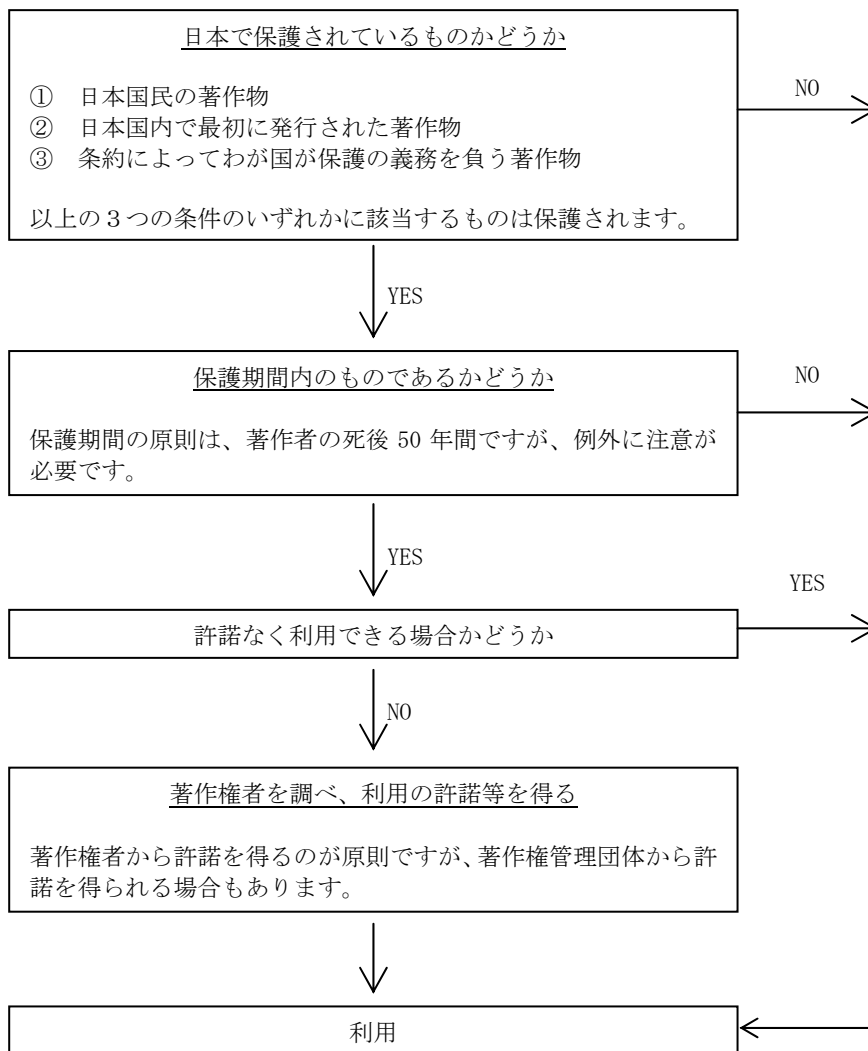 日本で保護されているものかどうか
NO
① 日本国民の著作物
② 日本国内で最初に発行された著作物
③ 条約によってわが国が保護の義務を負う著作物
以上の３つの条件のいずれかに該当するものは保護されます。
YES
保護期間内のものであるかどうか
NO
保護期間の原則は、著作者の死後 50 年間ですが、例外に注意が
必要です。
YES
YES
許諾なく利用できる場合かどうか
NO
著作権者を調べ、利用の許諾等を得る
著作権者から許諾を得るのが原則ですが、著作権管理団体から許
諾を得られる場合もあります。
利用